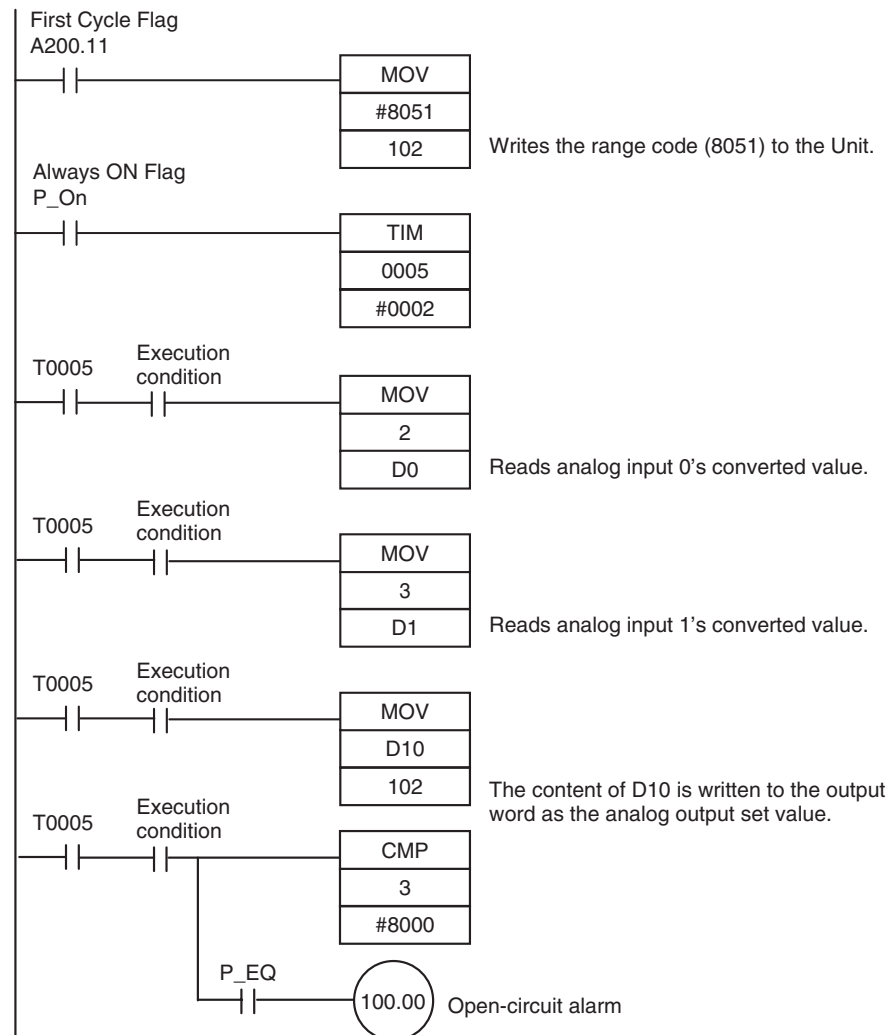 First Cycle Flag
A200.11
MOV
#8051
102
Writes the range code (8051) to the Unit.
Always ON Flag
P_On
TIM
0005
#0002
T0005
Execution
condition
MOV
2
D0
Reads analog input 0’s converted value.
T0005
Execution
condition
MOV
3
D1
Reads analog input 1’s converted value.
T0005
Execution
condition
MOV
D10
102
The content of D10 is written to the output
word as the analog output set value.
T0005
Execution
condition
CMP
3
#8000
P_EQ
100.00
Open-circuit alarm